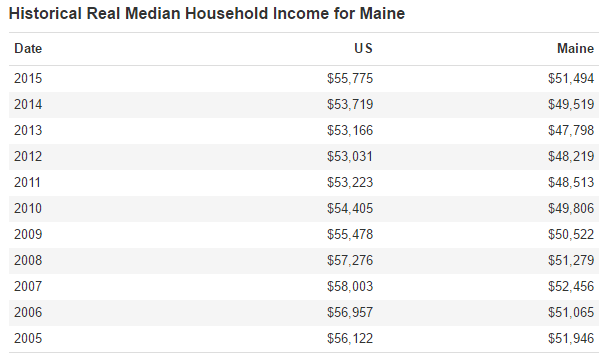 Historical Real Median Household Income for Maine
Date US Maine
2015 $55,775 $51,494
2014 $53,719 $49,519
2013 $53,166 $47,798
2012 $53,031 $48,219
2011 $53,223 $48,513
2010 $54,405 $49,806
2009 $55,478 $50,522
2008 $57,276 $51,279
2007 $58,003 $52,456
2006 $56,957 $51,065
2005 $56,122 $51,946